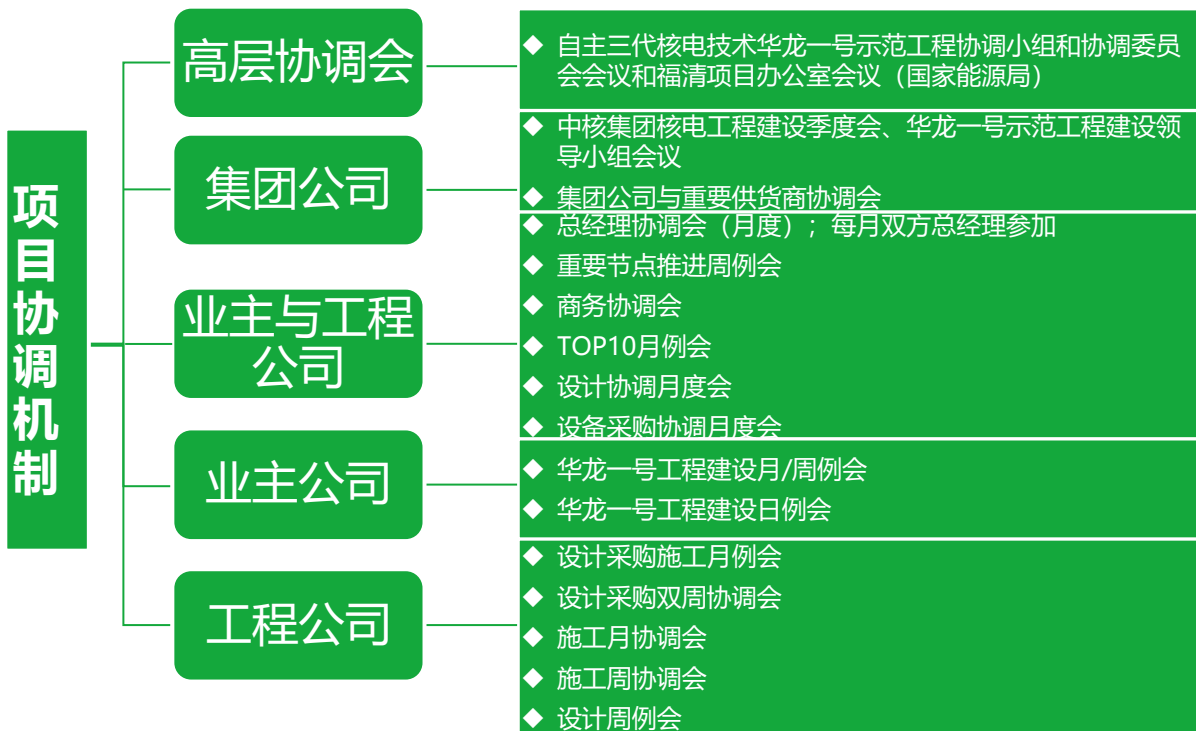 项目协调机制
高层协调会
◆ 自主三代核电技术华龙一号示范工程协调小组和协调委员
会会议和福清项目办公室会议（国家能源局）
集团公司
◆ 中核集团核电工程建设季度会、华龙一号示范工程建设领
导小组会议
◆ 集团公司与重要供货商协调会
业主与工程
公司
◆ 总经理协调会（月度）；每月双方总经理参加
◆ 重要节点推进周例会
◆ 商务协调会
◆ TOP10月例会
◆ 设计协调月度会
◆ 设备采购协调月度会
业主公司
◆ 华龙一号工程建设月/周例会
◆ 华龙一号工程建设日例会
工程公司
◆ 设计采购施工月例会
◆ 设计采购双周协调会
◆ 施工月协调会
◆ 施工周协调会
◆ 设计周例会